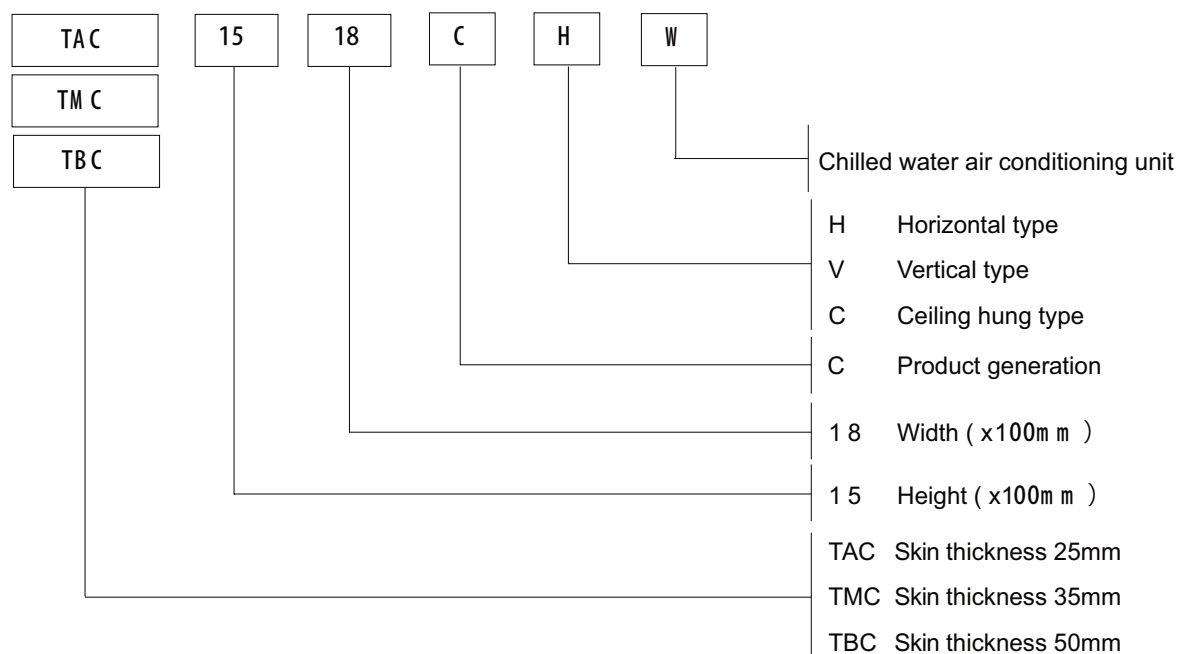 TAC 15 18 C H W
TMC
TBC
Chilled water air conditioning unit
H Horizontal type
V Vertical type
C Ceiling hung type
C Product generation
18 Width (x100mm)
15 Height (x100mm)
TAC Skin thickness 25mm
TMC Skin thickness 35mm
TBC Skin thickness 50mm